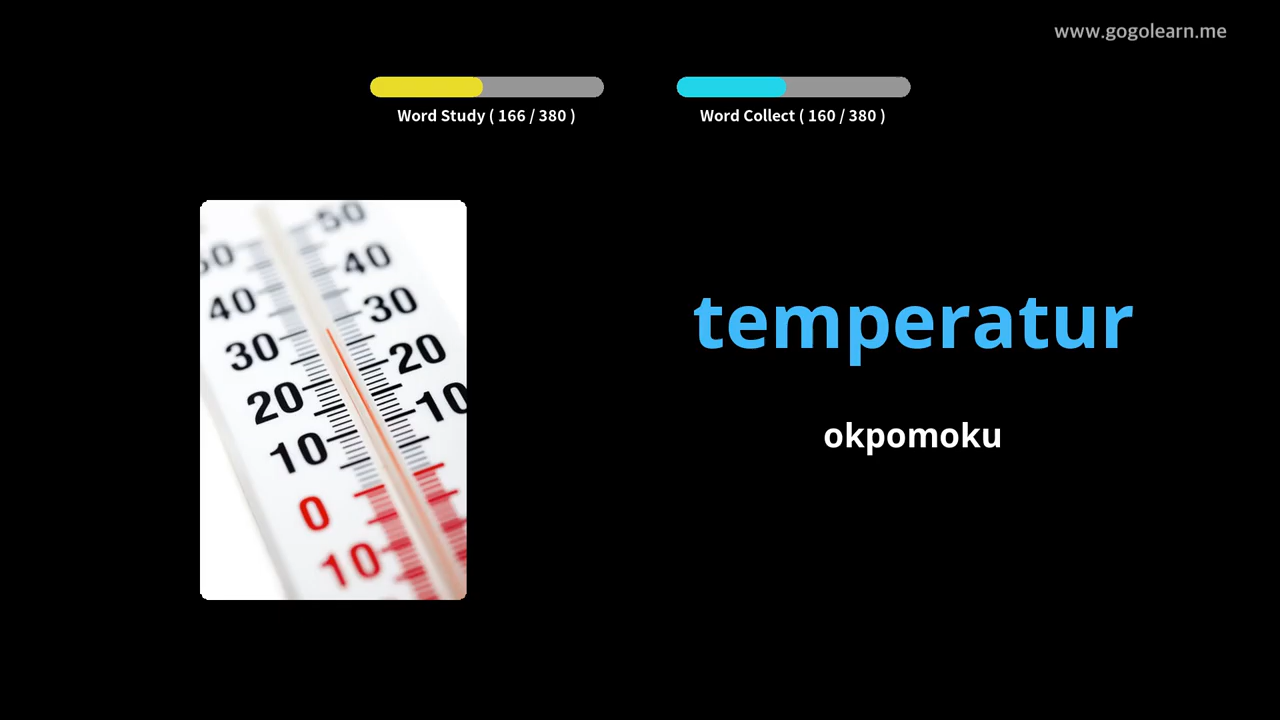 www.gogolearn.me
Word Study ( 166 / 380 )
Word Collect ( 160 / 380 )
50
50
40
40
30
30
20
20
10
10
0
10
temperatur
okpomoku